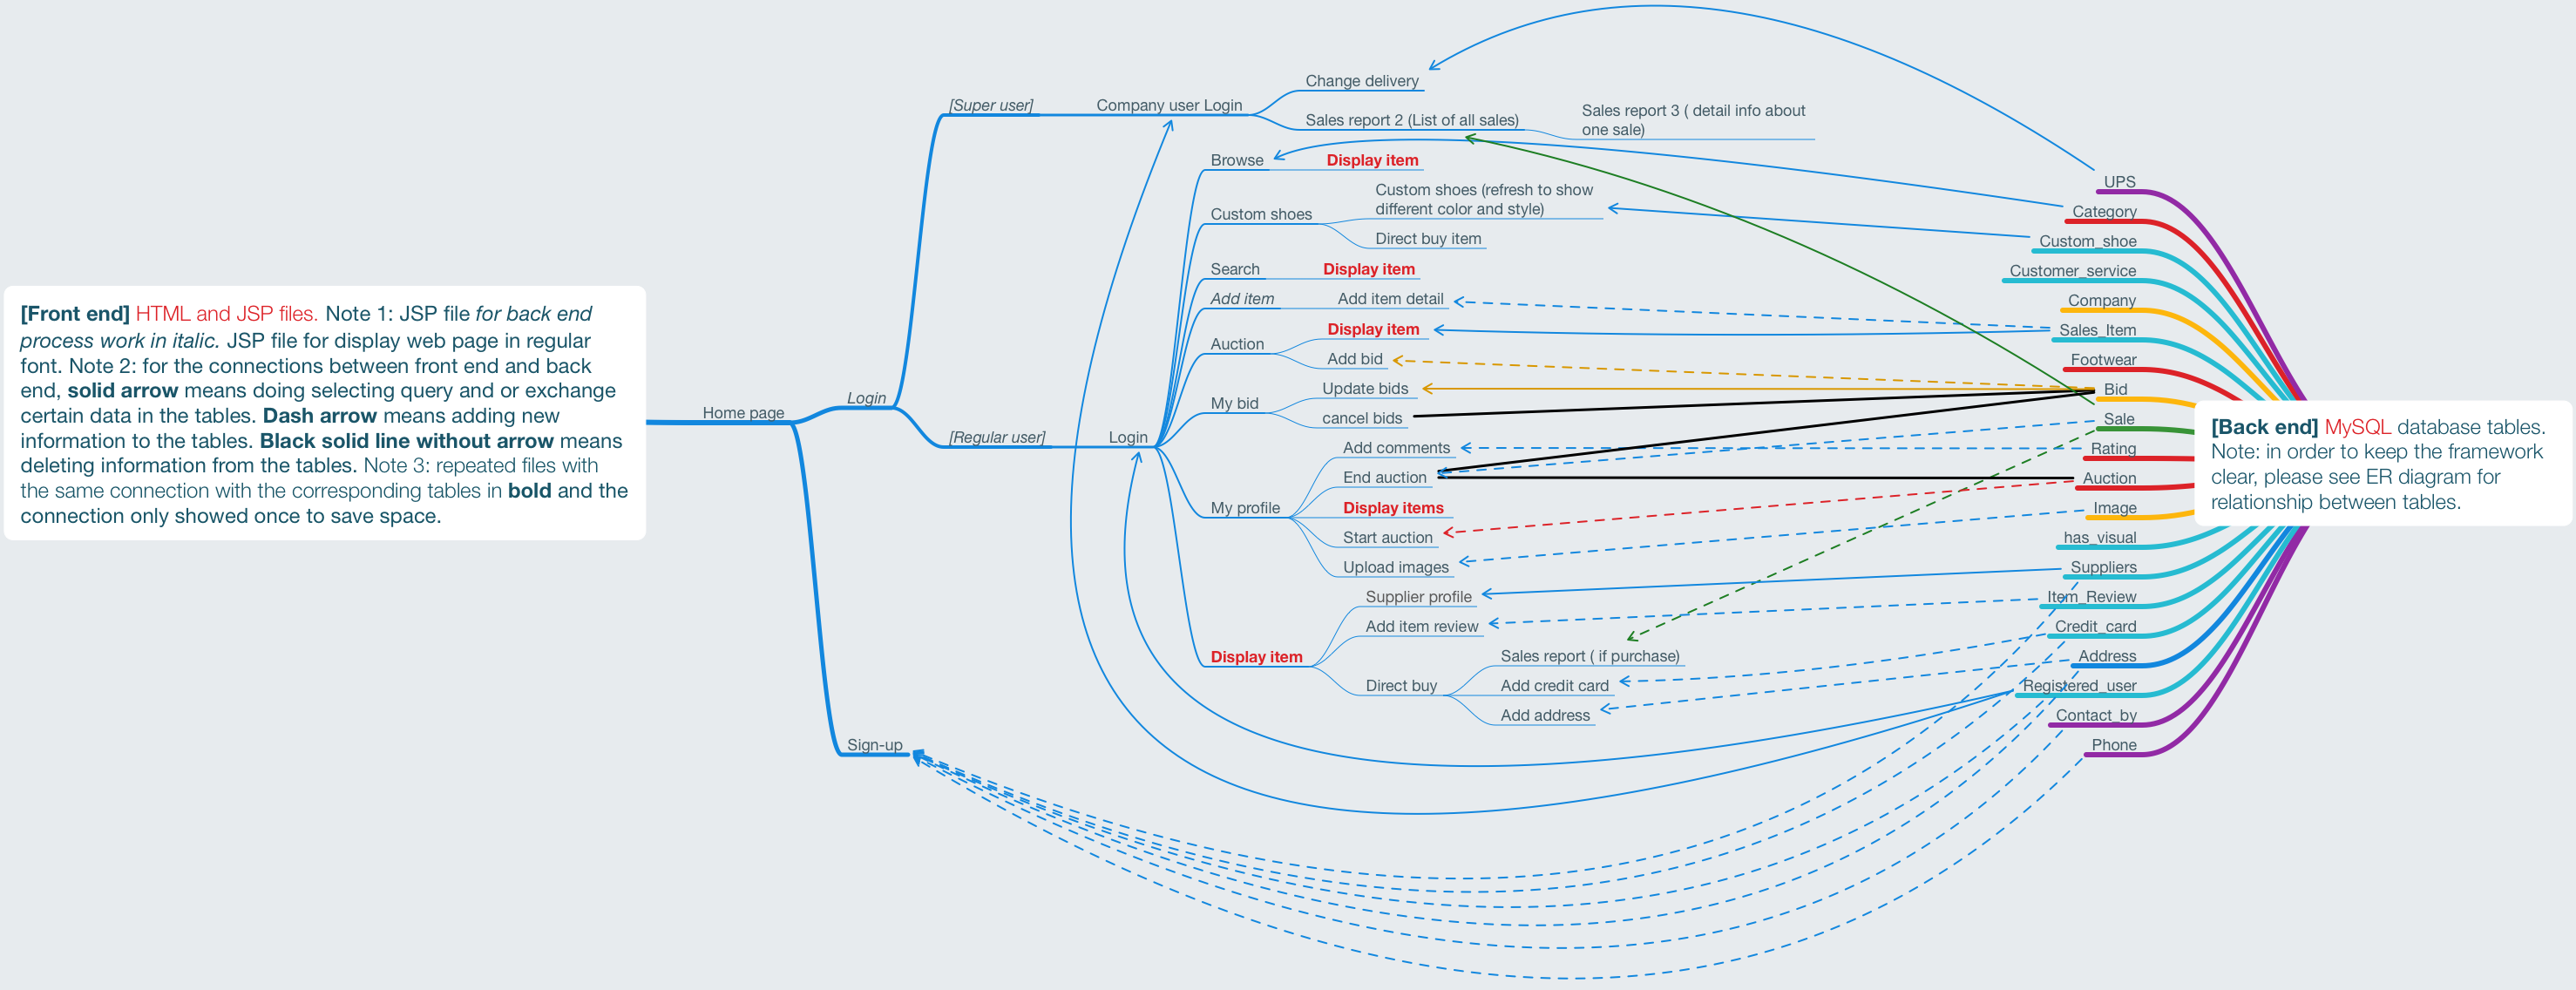 [Front end] HTML and JSP files. Note 1: JSP file for back end
process work in italic. JSP file for display web page in regular
font. Note 2: for the connections between front end and back
end, solid arrow means doing selecting query and or exchange
certain data in the tables. Dash arrow means adding new
information to the tables. Black solid line without arrow means
deleting information from the tables. Note 3: repeated files with
the same connection with the corresponding tables in bold and the
connection only showed once to save space.
Home page
Login
Sign-up
[Super user]
Company user Login
Change delivery
Sales report 2 (List of all sales)
Sales report 3 ( detail info about
one sale)
[Regular user]
Login
Browse
Display item
Custom shoes
Custom shoes (refresh to show
different color and style)
Direct buy item
Search
Display item
Add item
Add item detail
Auction
Display item
Add bid
My bid
Update bids
cancel bids
My profile
Add comments
End auction
Display items
Start auction
Upload images
Display item
Supplier profile
Add item review
Direct buy
Sales report ( if purchase)
Add credit card
Add address
UPS
Category
Custom_shoe
Customer_service
Company
Sales_Item
Footwear
Bid
Sale
Rating
Auction
Image
has_visual
Suppliers
Item_Review
Credit_card
Address
Registered_user
Contact_by
Phone
[Back end] MySQL database tables.
Note: in order to keep the framework
clear, please see ER diagram for
relationship between tables.